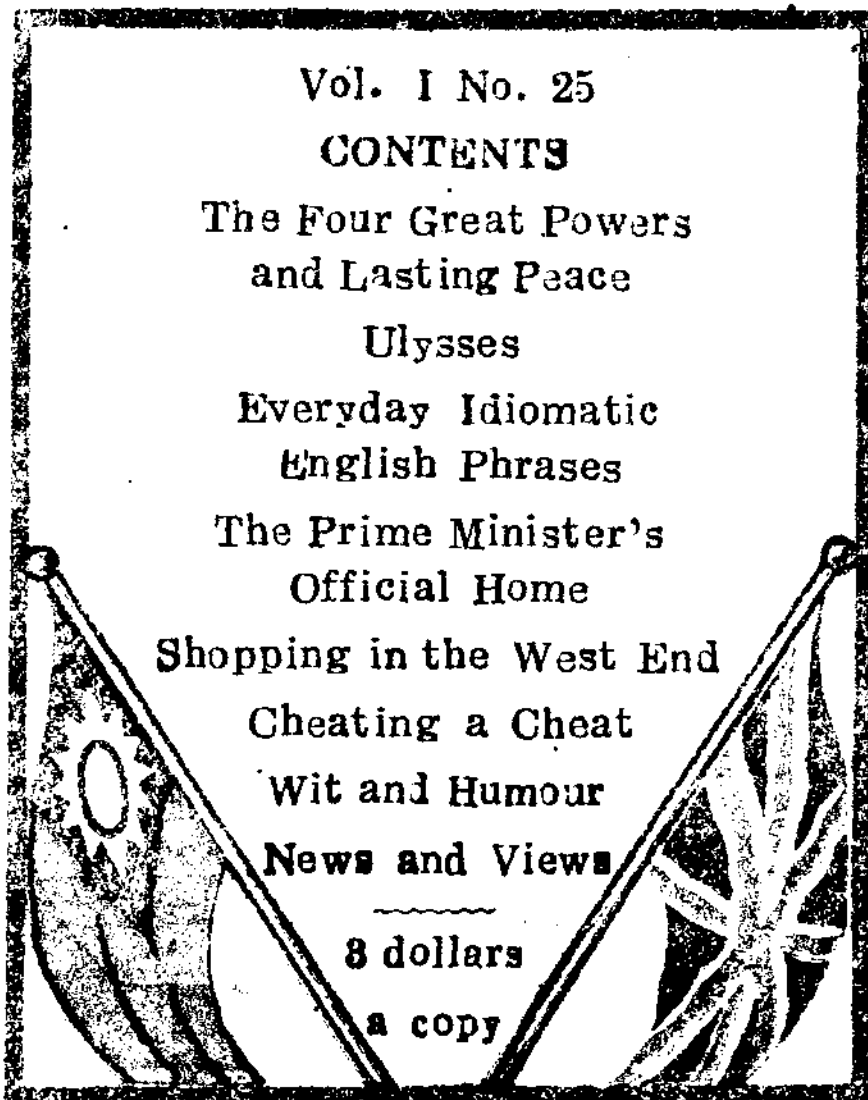 Vol. I No. 25
CONTENTS
The Four Great Powers
and Lasting Peace
Ulysses
Everyday Idiomatic
English Phrases
The Prime Minister's
Official Home
Shopping in the West End
Cheating a Cheat
Wit and Humour
News and Views
8 dollars
a copy